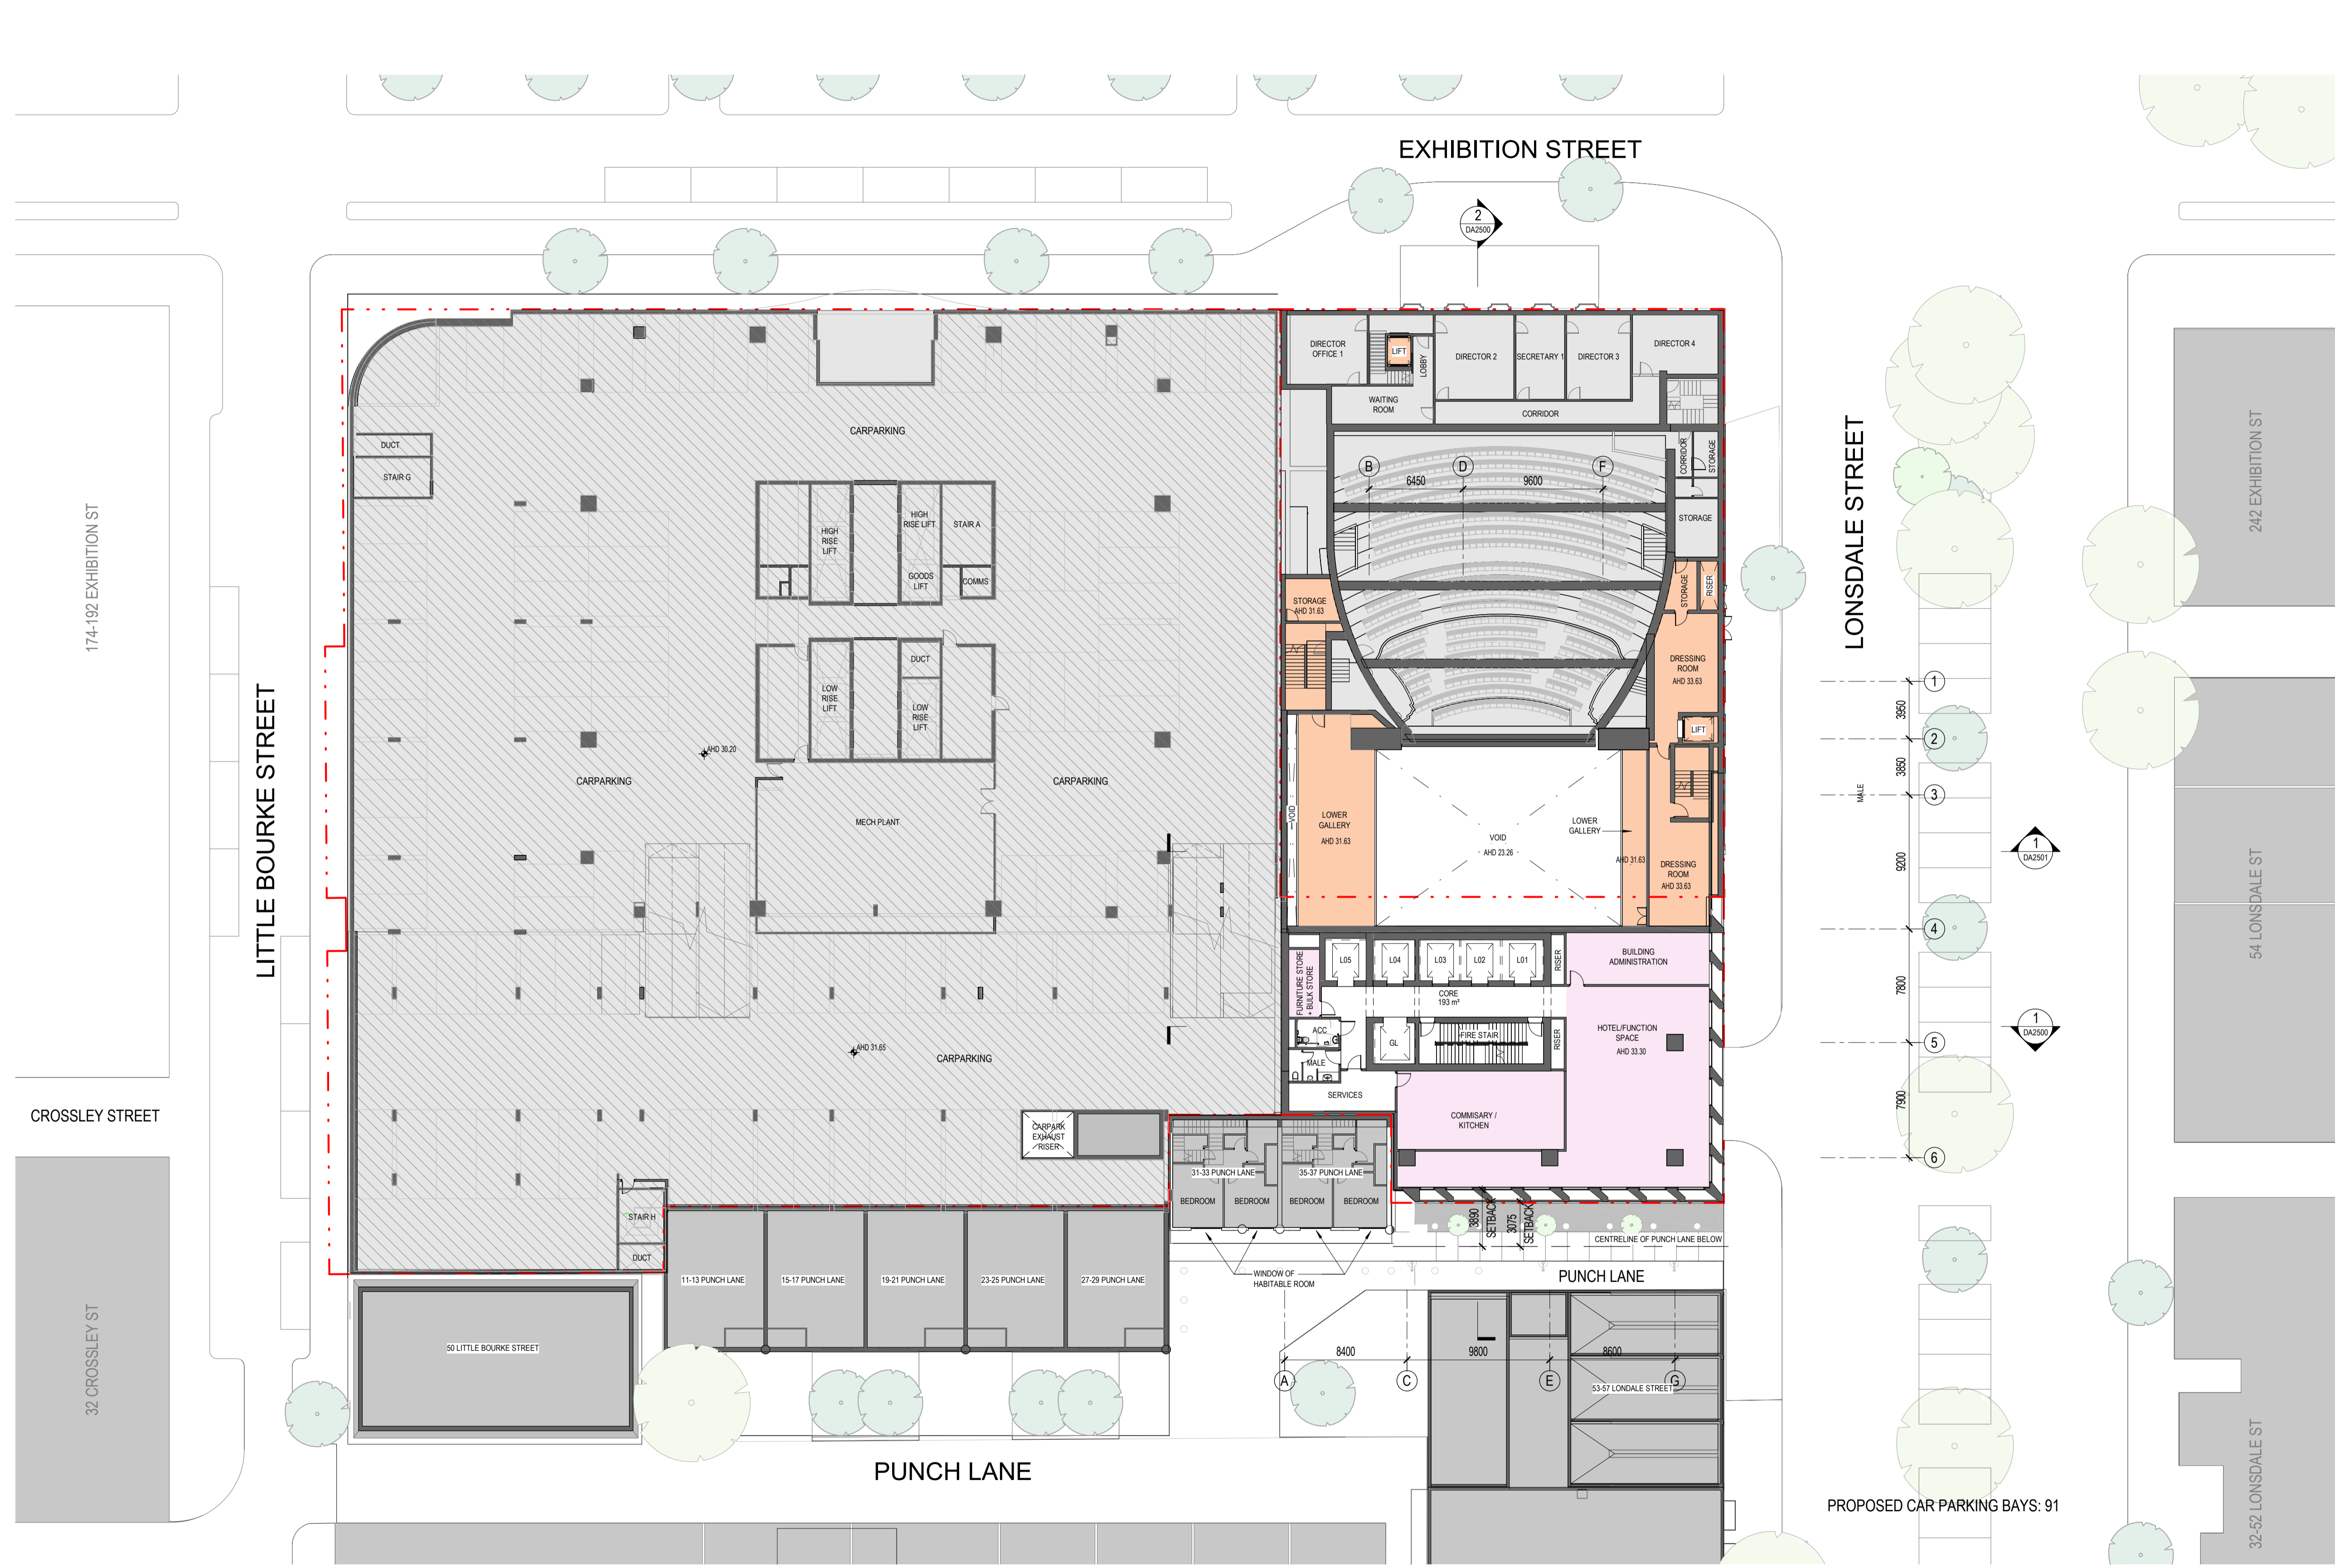 EXHIBITION STREET
2
DA2500
DIRECTOR
OFFICE 1
LIFT
LOBBY
DIRECTOR 2
SECRETARY 1
DIRECTOR 3
DIRECTOR 4
WAITING
ROOM
CORRIDOR
CARPARKING
DUCT
STAIR G
HIGH
RISE
LIFT
HIGH
RISE LIFT
STAIR A
GOODS
LIFT
COMMS
B
D
F
6450
9600
CORRIDOR
STORAGE
STORAGE
LONSDALE STREET
242 EXHIBITION ST
174-192 EXHIBITION ST
STORAGE
AHD 31.63
STORAGE
RISER
DUCT
LOW
RISE
LIFT
LOW
RISE
LIFT
DRESSING
ROOM
AHD 33.63
LIFT
1
3950
2
3850
MALE
3
AHD 30.20
CARPARKING
CARPARKING
LITTLE BOURKE STREET
MECH PLANT
VOID
LOWER
GALLERY
AHD 31.63
VOID
AHD 23.26
LOWER
GALLERY
AHD 31.63
DRESSING
ROOM
AHD 33.63
9200
1
DA2501
54 LONSDALE ST
4
FURNITURE STORE
+ BULK STORE
L05
L04
L03
L02
L01
RISER
BUILDING
ADMINISTRATION
CORE
193 m²
7800
ACC
GL
FIRE STAIR
RISER
HOTEL/FUNCTION
SPACE
AHD 33.30
1
DA2500
5
AHD 31.65
CARPARKING
MALE
SERVICES
7900
CROSSLEY STREET
CARPARK
EXHAUST
RISER
COMMISARY /
KITCHEN
6
31-33 PUNCH LANE
35-37 PUNCH LANE
BEDROOM
BEDROOM
BEDROOM
BEDROOM
STAIR H
DUCT
3890
SETBACK
3075
SETBACK
CENTRELINE OF PUNCH LANE BELOW
11-13 PUNCH LANE
15-17 PUNCH LANE
19-21 PUNCH LANE
23-25 PUNCH LANE
27-29 PUNCH LANE
WINDOW OF
HABITABLE ROOM
PUNCH LANE
50 LITTLE BOURKE STREET
32 CROSSLEY ST
8400
9800
8600
A
C
E
G
53-57 LONDALE STREET
PUNCH LANE
PROPOSED CAR PARKING BAYS: 91
32-52 LONSDALE ST